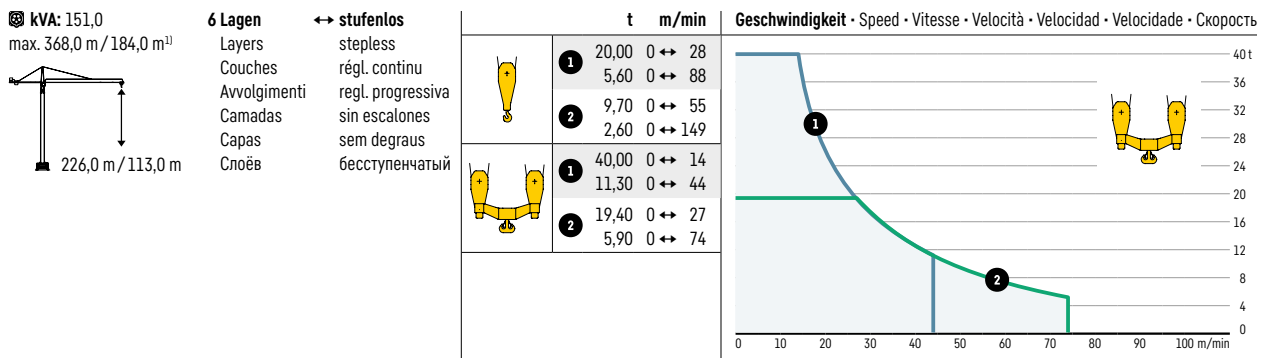 kVA: 151,0
max. 368,0 m / 184,0 m¹⁾
226,0 m / 113,0 m
6 Lagen ↔ stufenlos
Layers stepless
Couches régl. continu
Avvolgimenti regl. progressiva
Camadas sin escalones
Capas sem degraus
Слоёв бесступенчатый
t m/min
1 20,00 0 ↔ 28
5,60 0 ↔ 88
2 9,70 0 ↔ 55
2,60 0 ↔ 149
1 40,00 0 ↔ 14
11,30 0 ↔ 44
2 19,40 0 ↔ 27
5,90 0 ↔ 74
Geschwindigkeit · Speed · Vitesse · Velocità · Velocidad · Velocidade · Скорость
40 t
36
32
28
24
20
16
12
8
4
0
1
2
0 10 20 30 40 50 60 70 80 90 100 m/min